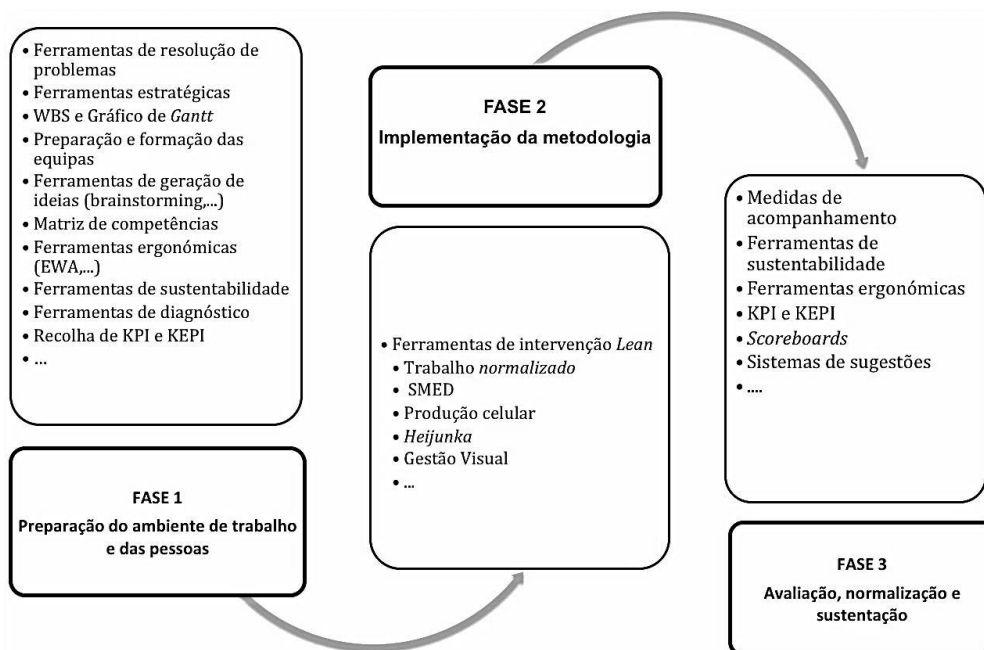 • Ferramentas de resolução de
problemas
• Ferramentas estratégicas
• WBS e Gráfico de Gantt
• Preparação e formação das
equipas
• Ferramentas de geração de
ideias (brainstorming,...)
• Matriz de competências
• Ferramentas ergonómicas
(EWA,...)
• Ferramentas de sustentabilidade
• Ferramentas de diagnóstico
• Recolha de KPI e KEPI
• ...
FASE 1
Preparação do ambiente de trabalho
e das pessoas
FASE 2
Implementação da metodologia
• Ferramentas de intervenção Lean
• Trabalho normalizado
• SMED
• Produção celular
• Heijunka
• Gestão Visual
• ...
• Medidas de
acompanhamento
• Ferramentas de
sustentabilidade
• Ferramentas ergonómicas
• KPI e KEPI
• Scoreboards
• Sistemas de sugestões
• ....
FASE 3
Avaliação, normalização e
sustentação